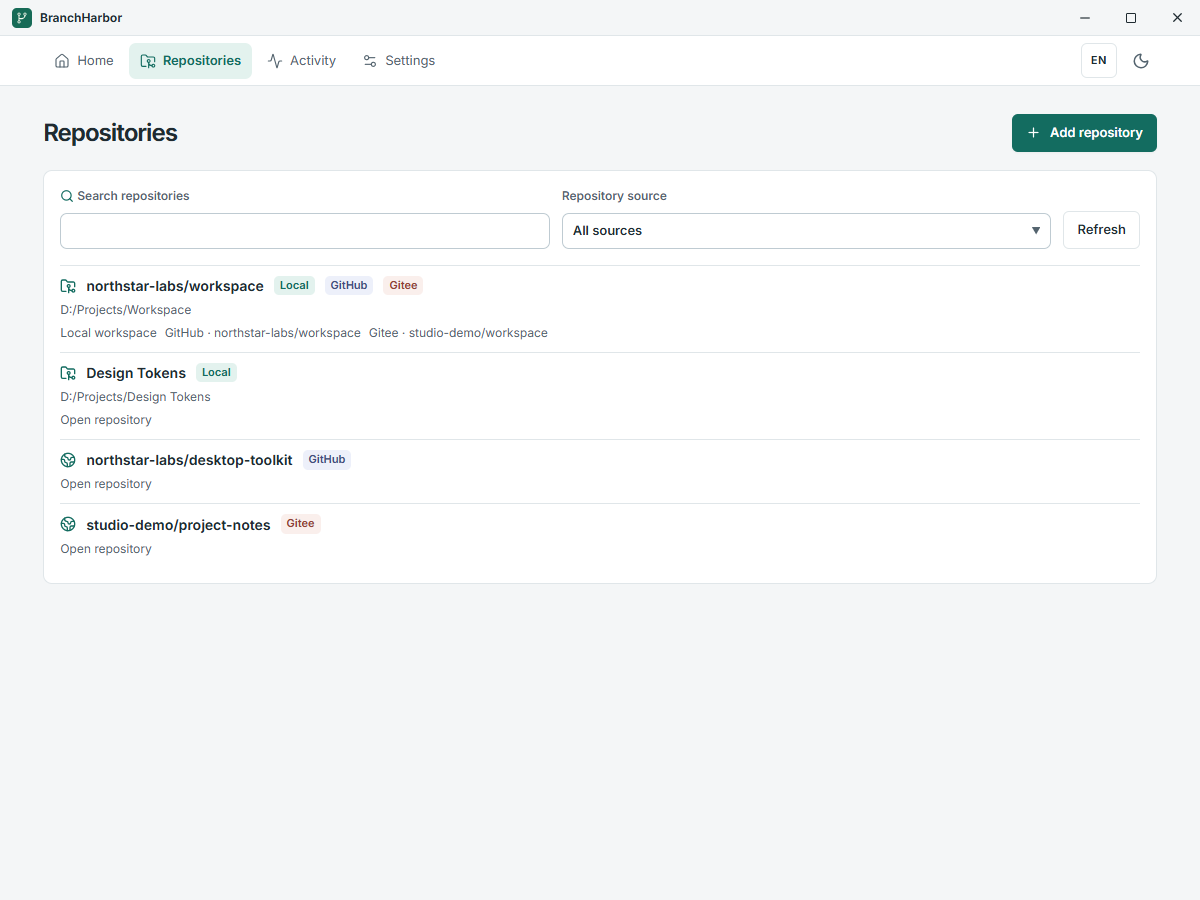 BranchHarbor
Home
Repositories
Activity
Settings
EN
Repositories
+ Add repository
Search repositories
Repository source
All sources
Refresh
northstar-labs/workspace Local GitHub Gitee
D:/Projects/Workspace
Local workspace GitHub · northstar-labs/workspace Gitee · studio-demo/workspace
Design Tokens Local
D:/Projects/Design Tokens
Open repository
northstar-labs/desktop-toolkit GitHub
Open repository
studio-demo/project-notes Gitee
Open repository